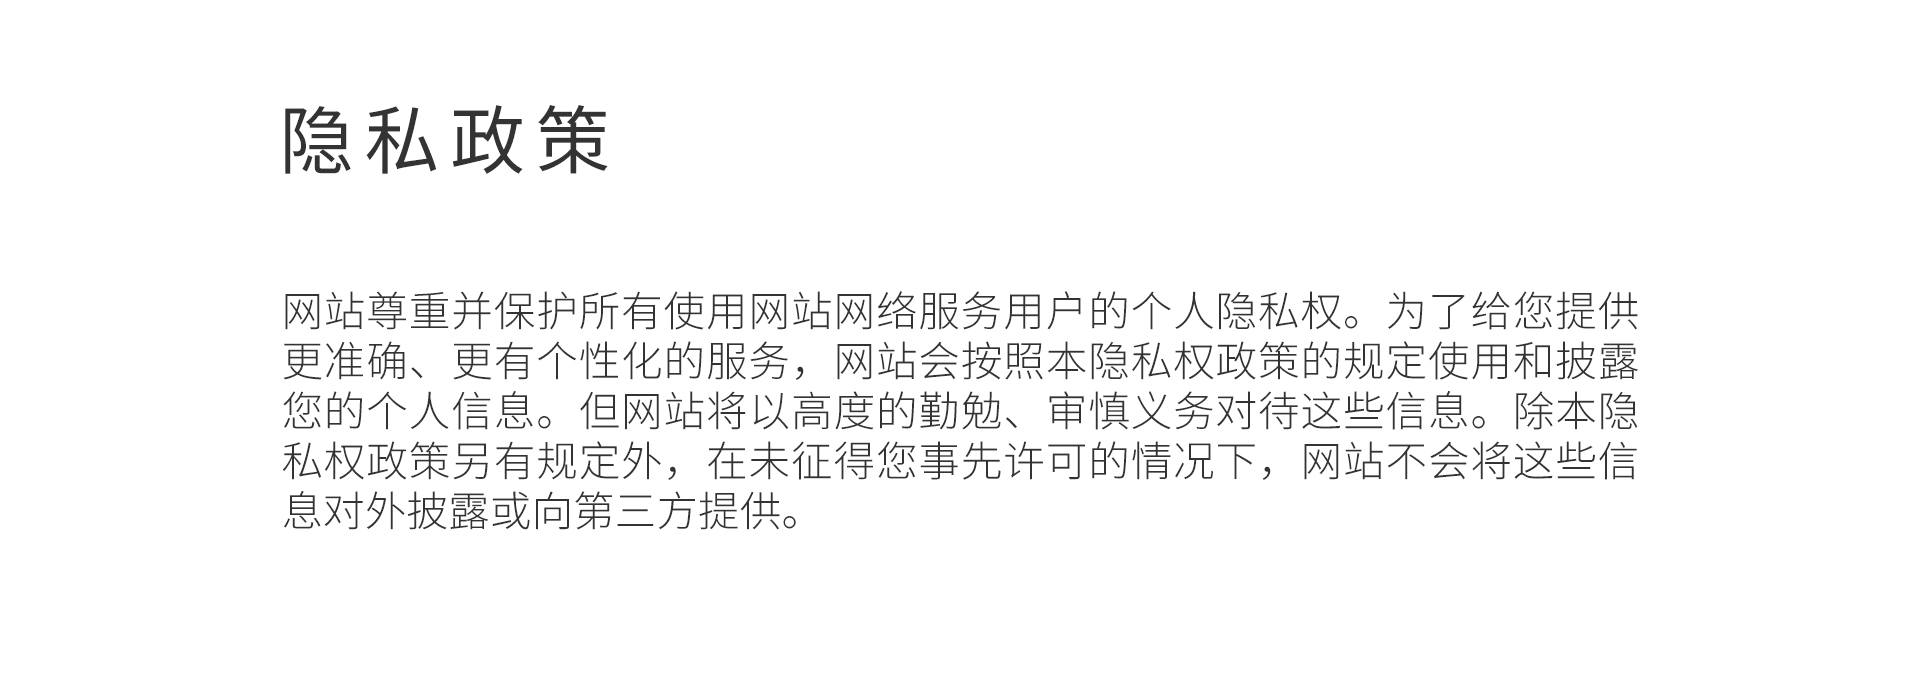 隐私政策
网站尊重并保护所有使用网站网络服务用户的个人隐私权。为了给您提供
更准确、更有个性化的服务，网站会按照本隐私权政策的规定使用和披露
您的个人信息。但网站将以高度的勤勉、审慎义务对待这些信息。除本隐
私权政策另有规定外，在未征得您事先许可的情况下，网站不会将这些信
息对外披露或向第三方提供。